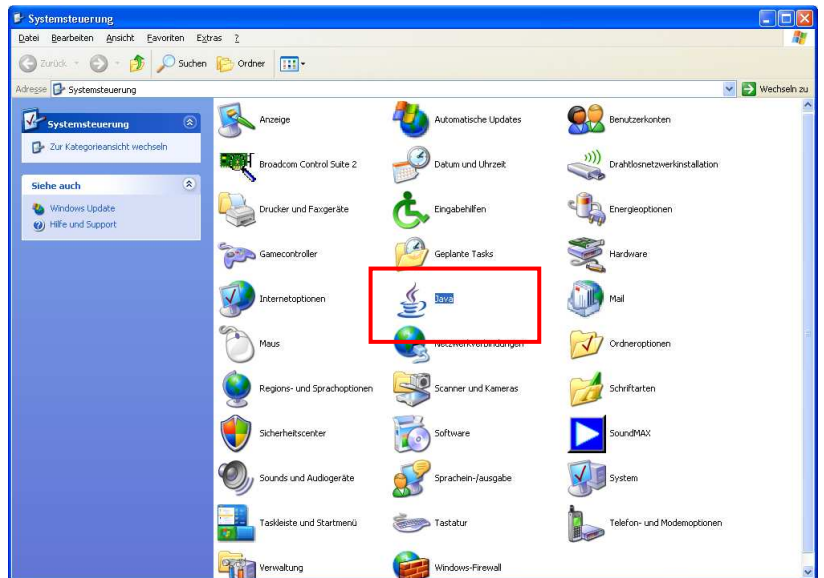 Systemsteuerung
Datei Bearbeiten Ansicht Favoriten Extras ?
Zurück Suchen Ordner
Adresse Systemsteuerung Wechseln zu
Systemsteuerung
Zur Kategorieansicht wechseln
Siehe auch
Windows Update
Hilfe und Support
Anzeige Automatische Updates Benutzerkonten
Broadcom Control Suite 2 Datum und Uhrzeit Drahtlosnetzwerkinstallation
Drucker und Faxgeräte Eingabehilfen Energieoptionen
Gamecontroller Geplante Tasks Hardware
Internetoptionen Java Mail
Maus Netzwerkverbindungen Ordneroptionen
Regions- und Sprachoptionen Scanner und Kameras Schriftarten
Sicherheitscenter Software SoundMAX
Sounds und Audiogeräte Sprachein-/ausgabe System
Taskleiste und Startmenü Tastatur Telefon- und Modemoptionen
Verwaltung Windows-Firewall